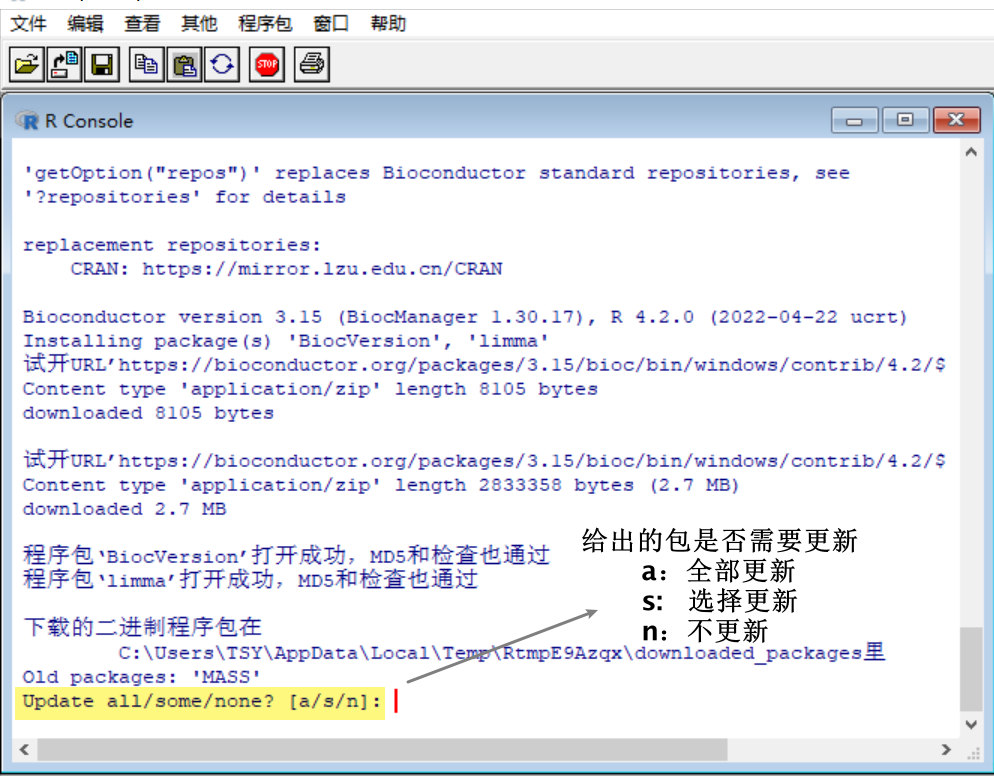 文件 编辑 查看 其他 程序包 窗口 帮助
STOP
R Console
'getOption("repos")' replaces Bioconductor standard repositories, see
'?repositories' for details
replacement repositories:
CRAN: https://mirror.lzu.edu.cn/CRAN
Bioconductor version 3.15 (BiocManager 1.30.17), R 4.2.0 (2022-04-22 ucrt)
Installing package(s) 'BiocVersion', 'limma'
试开URL’https://bioconductor.org/packages/3.15/bioc/bin/windows/contrib/4.2/$
Content type 'application/zip' length 8105 bytes
downloaded 8105 bytes
试开URL’https://bioconductor.org/packages/3.15/bioc/bin/windows/contrib/4.2/$
Content type 'application/zip' length 2833358 bytes (2.7 MB)
downloaded 2.7 MB
程序包‘BiocVersion’打开成功，MD5和检查也通过
程序包‘limma’打开成功，MD5和检查也通过
给出的包是否需要更新
a：全部更新
s: 选择更新
n：不更新
下载的二进制程序包在
C:\Users\TSY\AppData\Local\Temp\RtmpE9Azqx\downloaded_packages里
Old packages: 'MASS'
Update all/some/none? [a/s/n]: